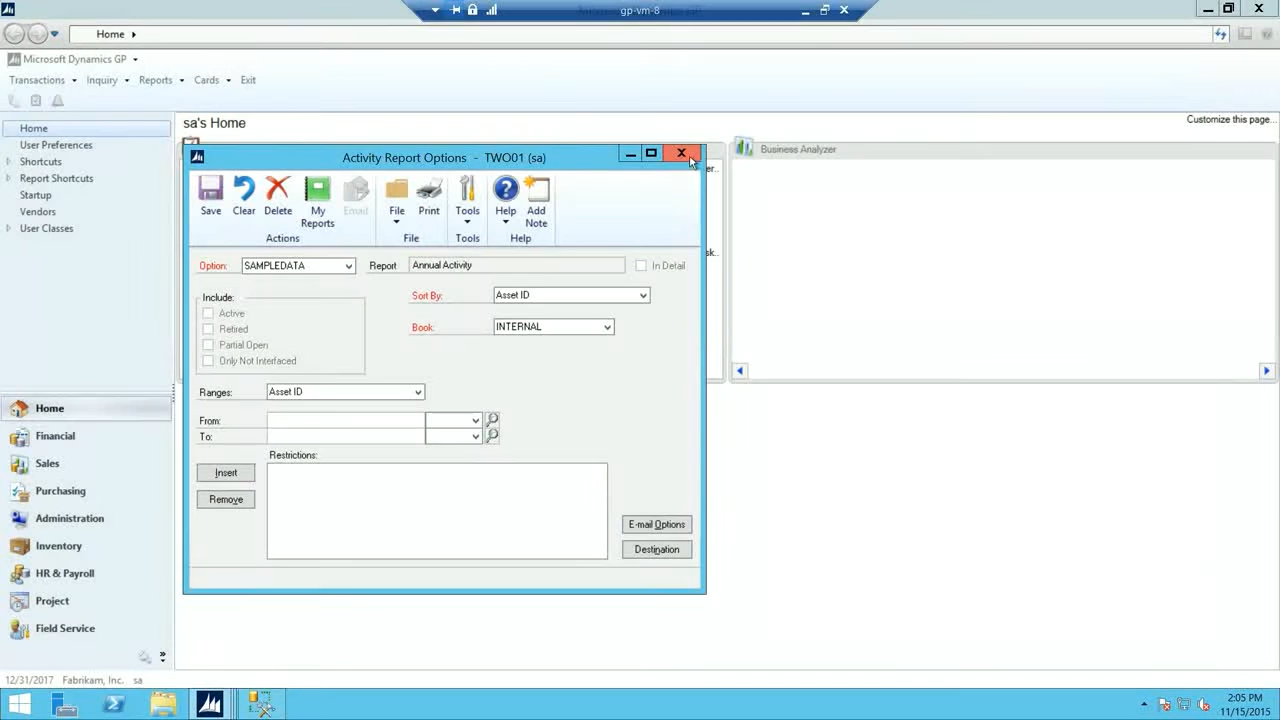 gp-vm-8
Home
Microsoft Dynamics GP
Transactions Inquiry Reports Cards Exit
Home
User Preferences
Shortcuts
Report Shortcuts
Startup
Vendors
User Classes
Home
Financial
Sales
Purchasing
Administration
Inventory
HR & Payroll
Project
Field Service
sa's Home
Customize this page...
Business Analyzer
er..
sk..
Activity Report Options - TWO01 (sa)
Save Clear Delete My Reports Email File Print Tools Help Add Note
Actions File Tools Help
Option: SAMPLEDATA Report Annual Activity In Detail
Include:
Active
Retired
Partial Open
Only Not Interfaced
Sort By: Asset ID
Book: INTERNAL
Ranges: Asset ID
From:
To:
Restrictions:
Insert
Remove
E-mail Options
Destination
12/31/2017 Fabrikam, Inc. sa
2:05 PM
11/15/2015